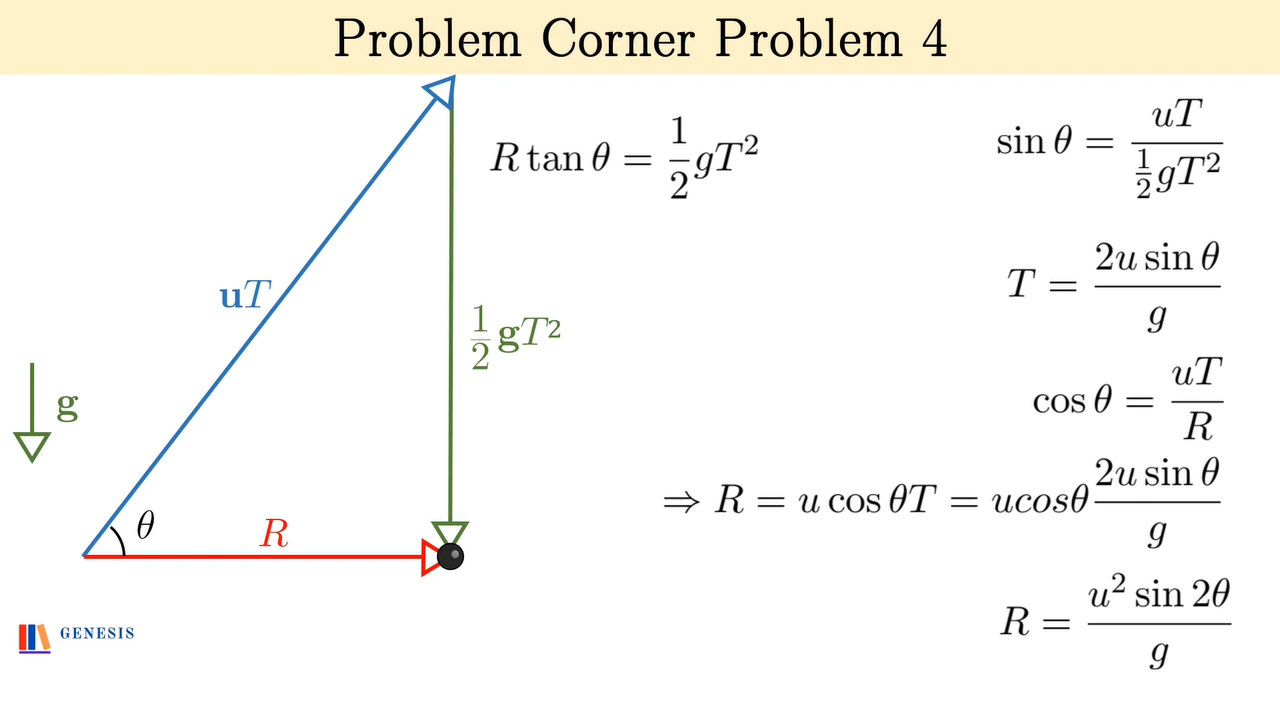 Problem Corner Problem 4
R tan θ = 1/2 gT²
sin θ = uT / (1/2 gT²)
T = 2u sin θ / g
cos θ = uT / R
⇒ R = u cos θT = ucosθ 2u sin θ / g
R = u² sin 2θ / g
uT
1/2 gT²
g
θ
R
GENESIS